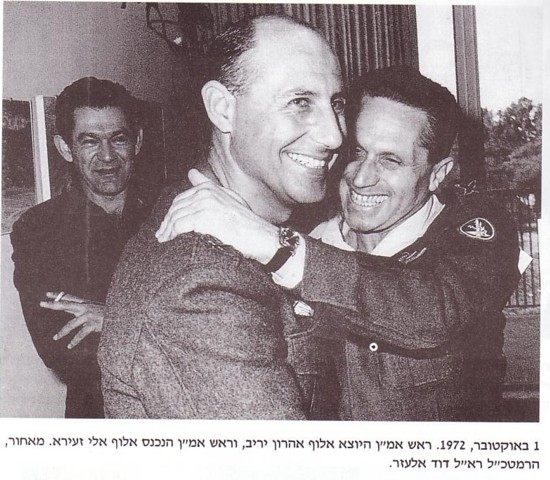 1 באוקטובר, 1972. ראש אמ״ן היוצא אלוף אהרון יריב, וראש אמ״ן הנכנס אלוף אלי זעירא. מאחור,
הרמטכ״ל רא״ל דוד אלעזר.